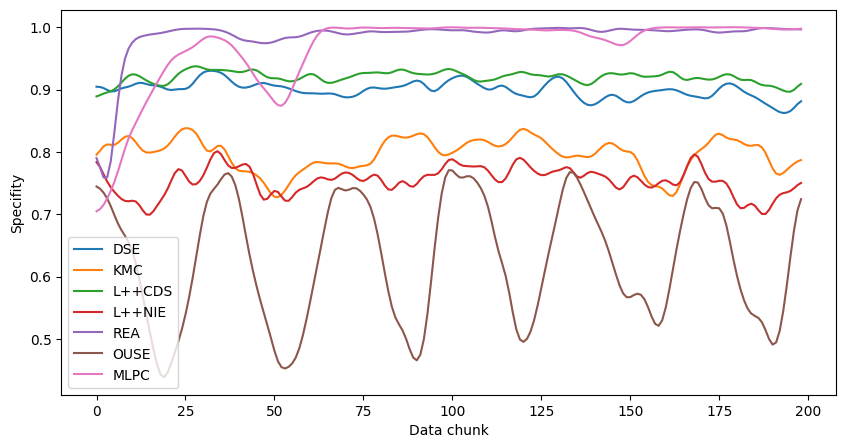 1.0
0.9
0.8
0.7
0.6
0.5
Specifity
DSE
KMC
L++CDS
L++NIE
REA
OUSE
MLPC
0 25 50 75 100 125 150 175 200
Data chunk